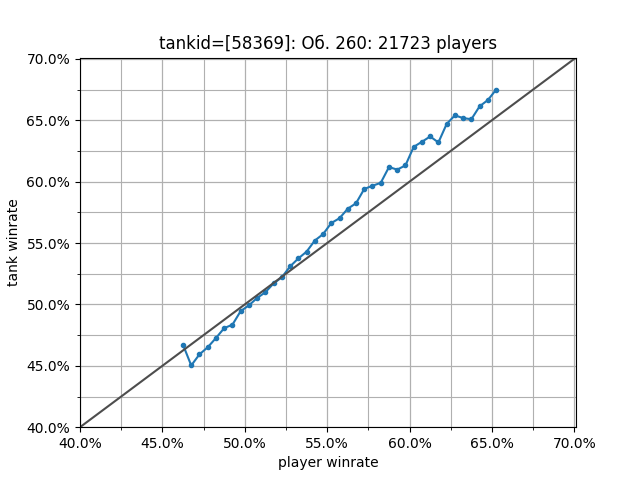 tankid=[58369]: Об. 260: 21723 players
70.0%
65.0%
60.0%
55.0%
50.0%
45.0%
40.0%
tank winrate
40.0% 45.0% 50.0% 55.0% 60.0% 65.0% 70.0%
player winrate